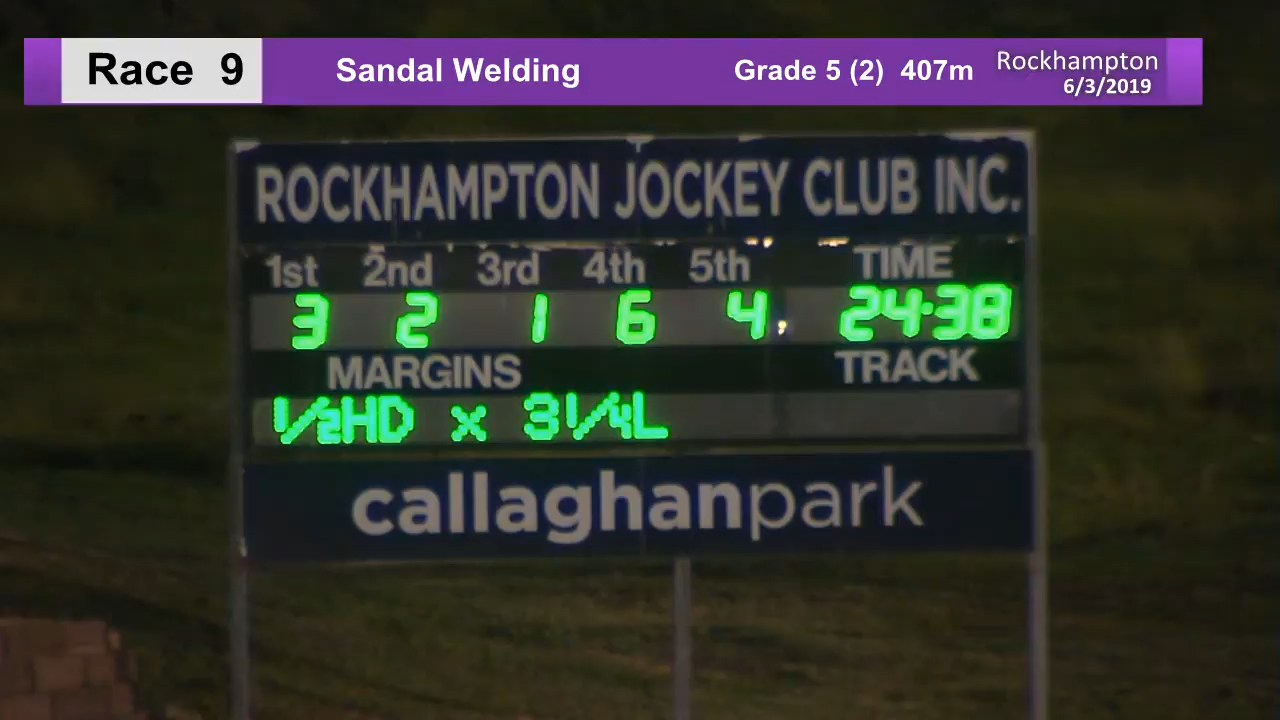 Race 9 Sandal Welding Grade 5 (2) 407m Rockhampton
6/3/2019
ROCKHAMPTON JOCKEY CLUB INC.
1st 2nd 3rd 4th 5th TIME
3 2 1 6 4 24·38
MARGINS TRACK
1/2HD x 3 1/4L
callaghanpark